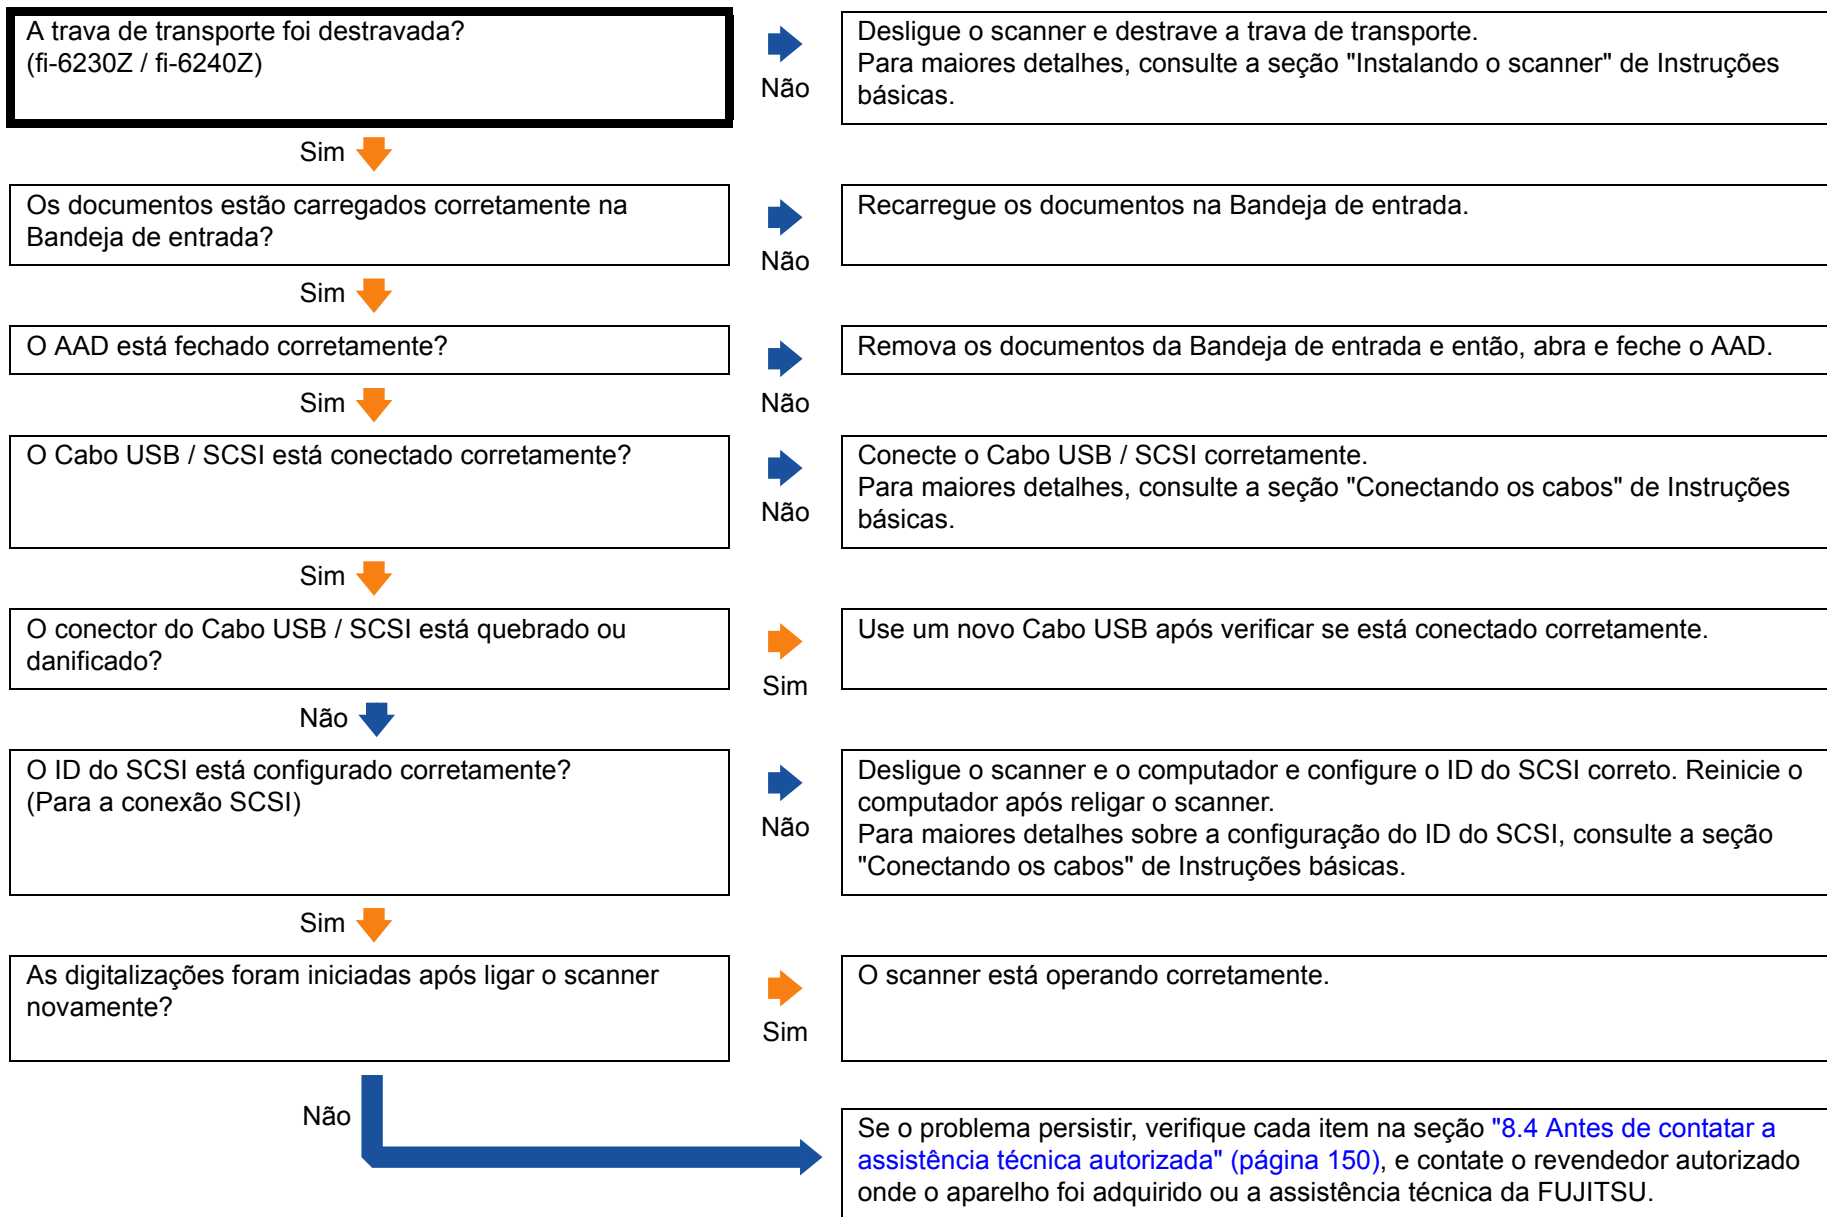 A trava de transporte foi destravada?
(fi-6230Z / fi-6240Z)
Não
Desligue o scanner e destrave a trava de transporte.
Para maiores detalhes, consulte a seção "Instalando o scanner" de Instruções
básicas.
Sim
Os documentos estão carregados corretamente na
Bandeja de entrada?
Não
Recarregue os documentos na Bandeja de entrada.
Sim
O AAD está fechado corretamente?
Não
Remova os documentos da Bandeja de entrada e então, abra e feche o AAD.
Sim
O Cabo USB / SCSI está conectado corretamente?
Não
Conecte o Cabo USB / SCSI corretamente.
Para maiores detalhes, consulte a seção "Conectando os cabos" de Instruções
básicas.
Sim
O conector do Cabo USB / SCSI está quebrado ou
danificado?
Sim
Use um novo Cabo USB após verificar se está conectado corretamente.
Não
O ID do SCSI está configurado corretamente?
(Para a conexão SCSI)
Não
Desligue o scanner e o computador e configure o ID do SCSI correto. Reinicie o
computador após religar o scanner.
Para maiores detalhes sobre a configuração do ID do SCSI, consulte a seção
"Conectando os cabos" de Instruções básicas.
Sim
As digitalizações foram iniciadas após ligar o scanner
novamente?
Sim
O scanner está operando corretamente.
Não
Se o problema persistir, verifique cada item na seção "8.4 Antes de contatar a
assistência técnica autorizada" (página 150), e contate o revendedor autorizado
onde o aparelho foi adquirido ou a assistência técnica da FUJITSU.